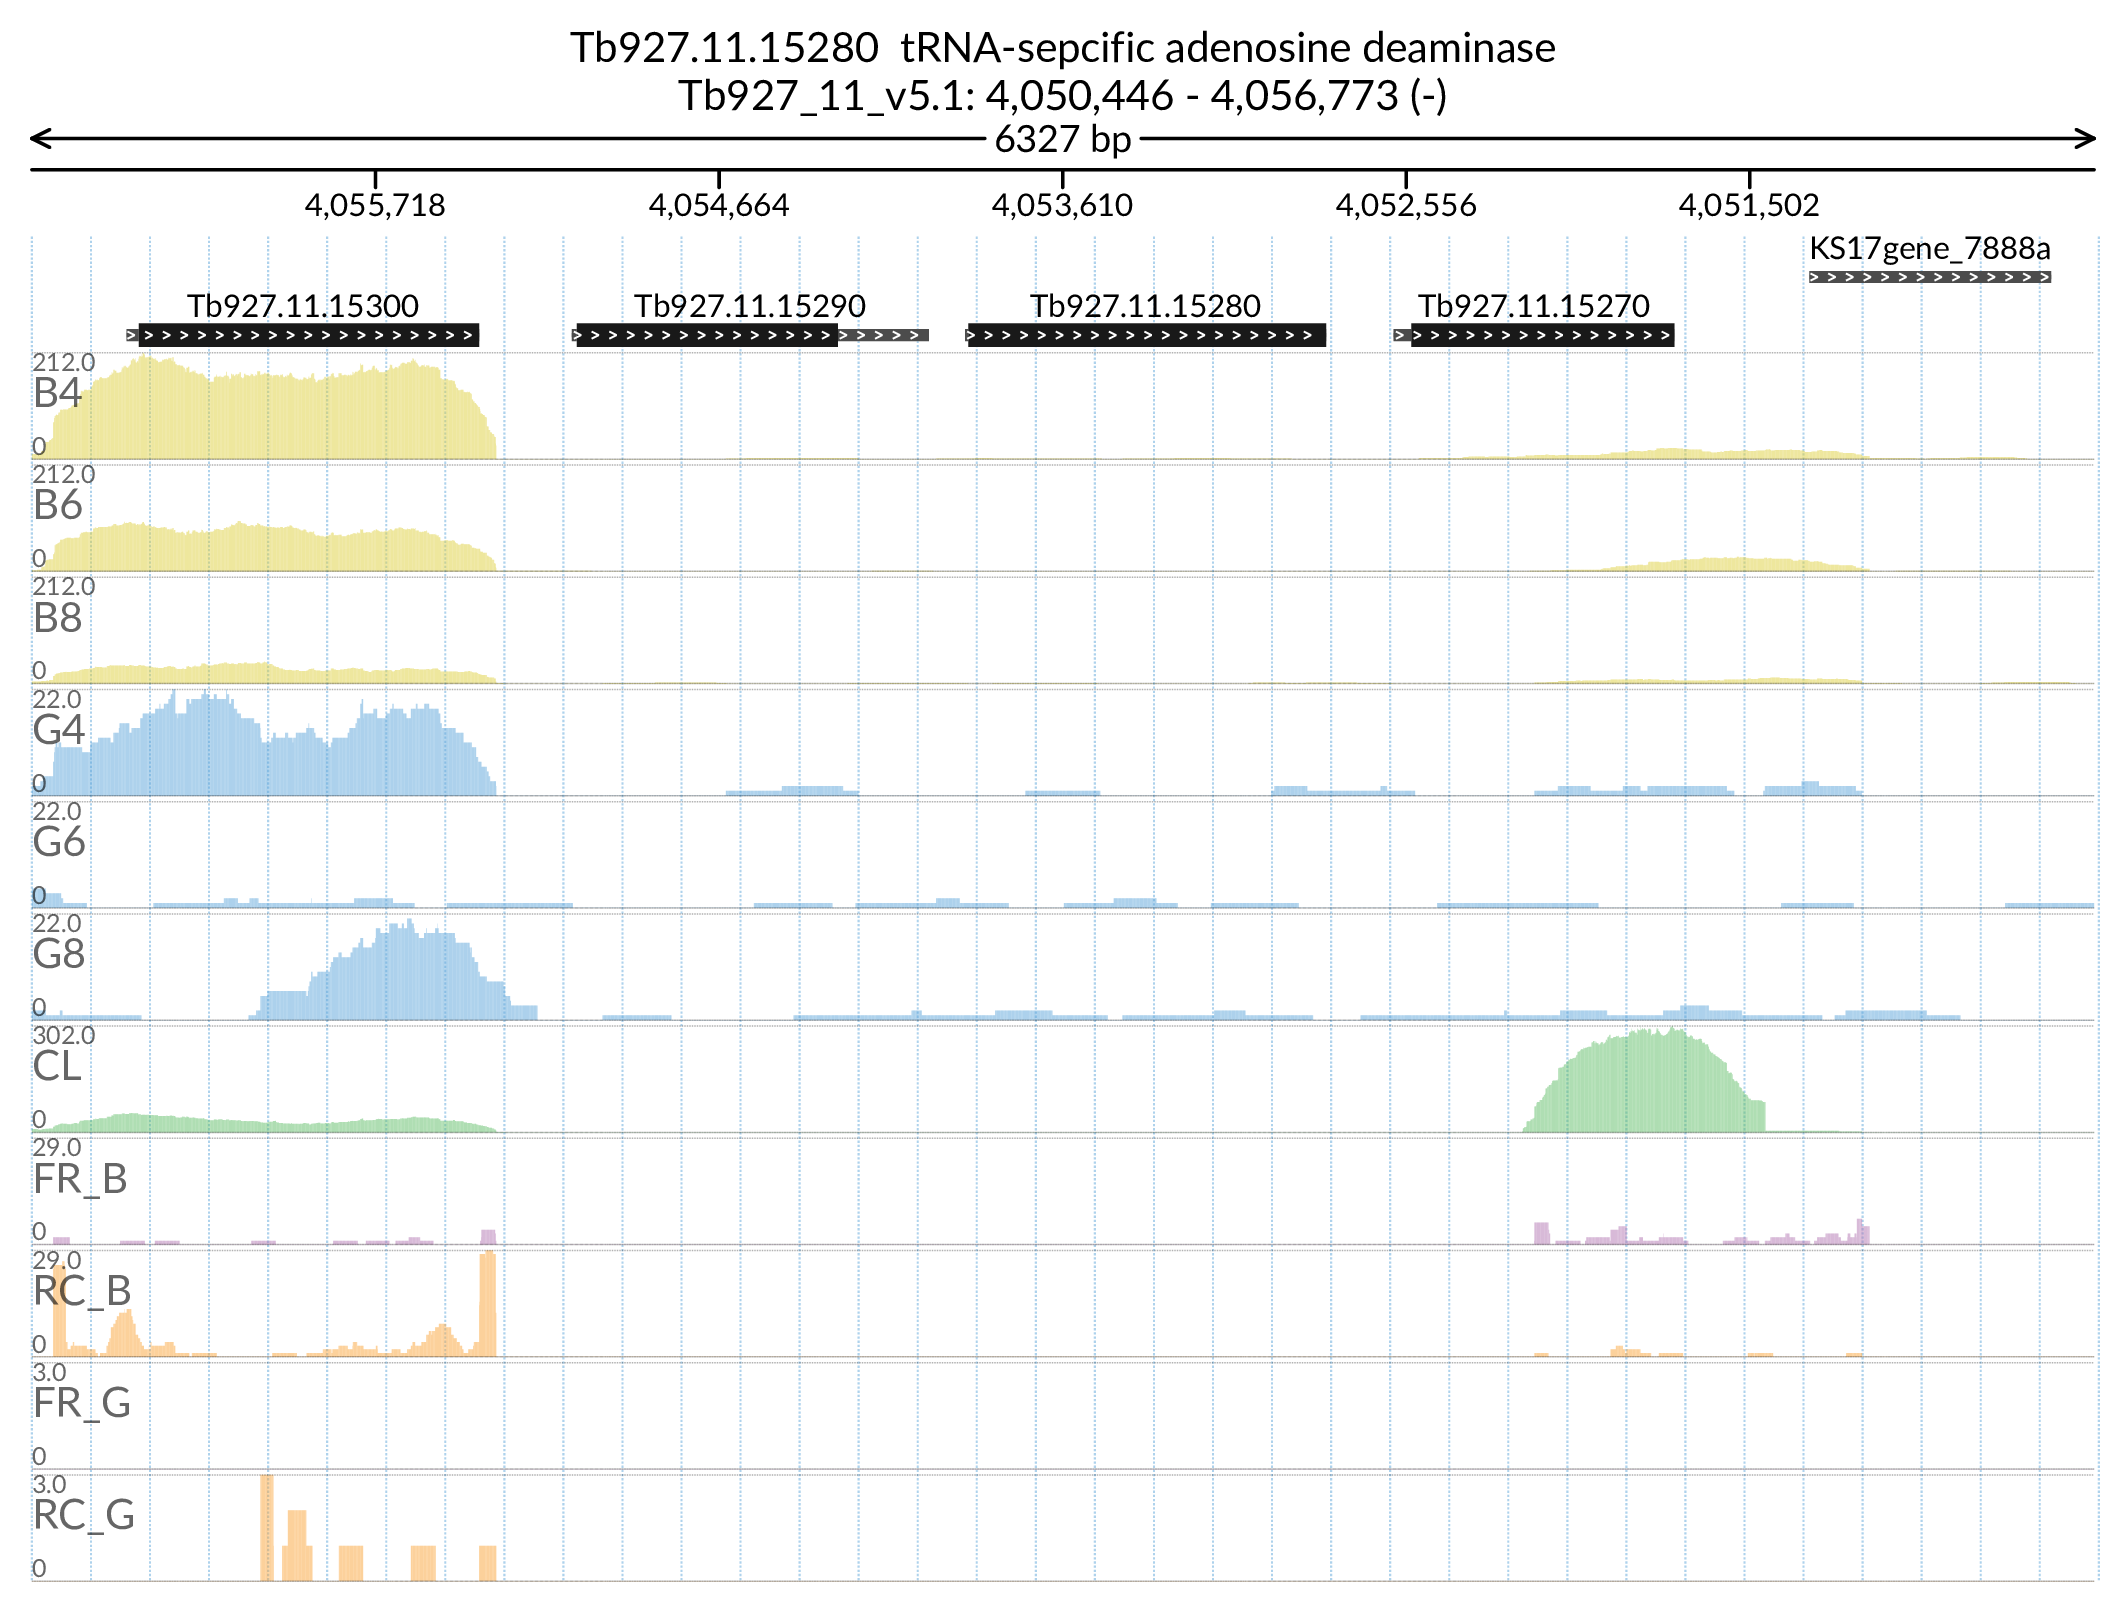 Tb927.11.15280  tRNA-sepcific adenosine deaminase
Tb927_11_v5.1: 4,050,446 - 4,056,773 (-)
6327 bp
4,055,718 4,054,664 4,053,610 4,052,556 4,051,502
KS17gene_7888a
Tb927.11.15300 Tb927.11.15290 Tb927.11.15280 Tb927.11.15270
212.0
B4
0
212.0
B6
0
212.0
B8
0
22.0
G4
0
22.0
G6
0
22.0
G8
0
302.0
CL
0
29.0
FR_B
0
29.0
RC_B
0
3.0
FR_G
0
3.0
RC_G
0